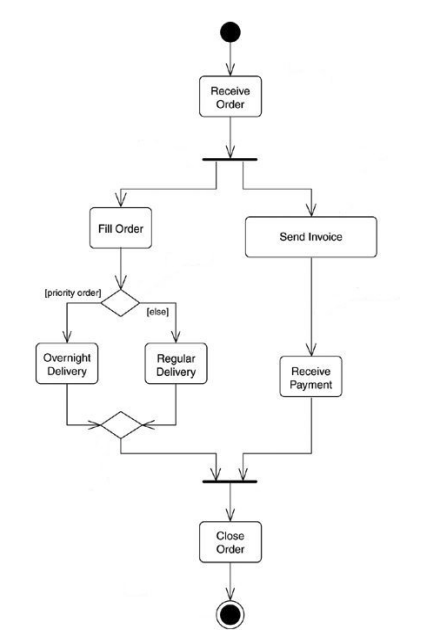 Receive
Order
Fill Order
Send Invoice
[priority order]
[else]
Overnight
Delivery
Regular
Delivery
Receive
Payment
Close
Order